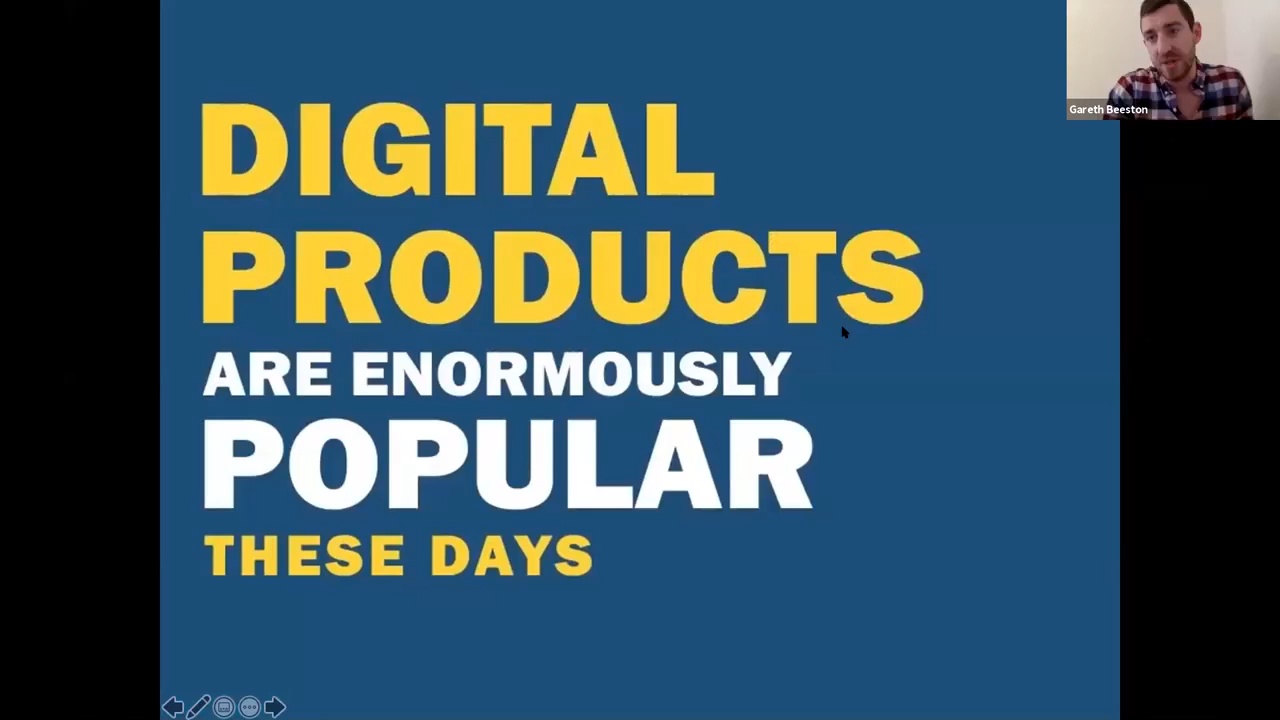 DIGITAL
PRODUCTS
ARE ENORMOUSLY
POPULAR
THESE DAYS
Gareth Beeston